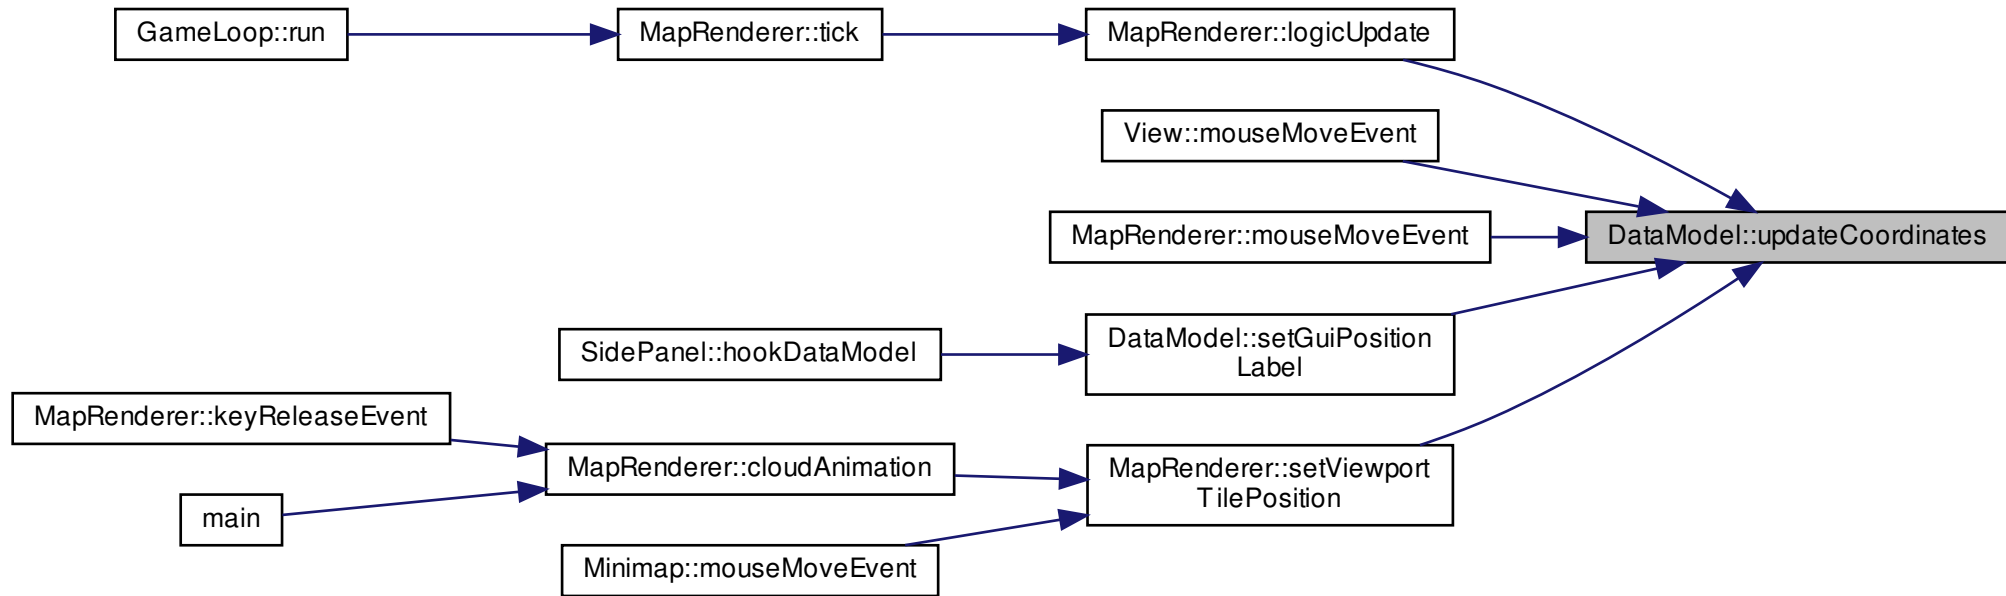 GameLoop::run
MapRenderer::tick
MapRenderer::logicUpdate
View::mouseMoveEvent
MapRenderer::mouseMoveEvent
DataModel::updateCoordinates
SidePanel::hookDataModel
DataModel::setGuiPosition
Label
MapRenderer::keyReleaseEvent
MapRenderer::cloudAnimation
MapRenderer::setViewport
TilePosition
main
Minimap::mouseMoveEvent